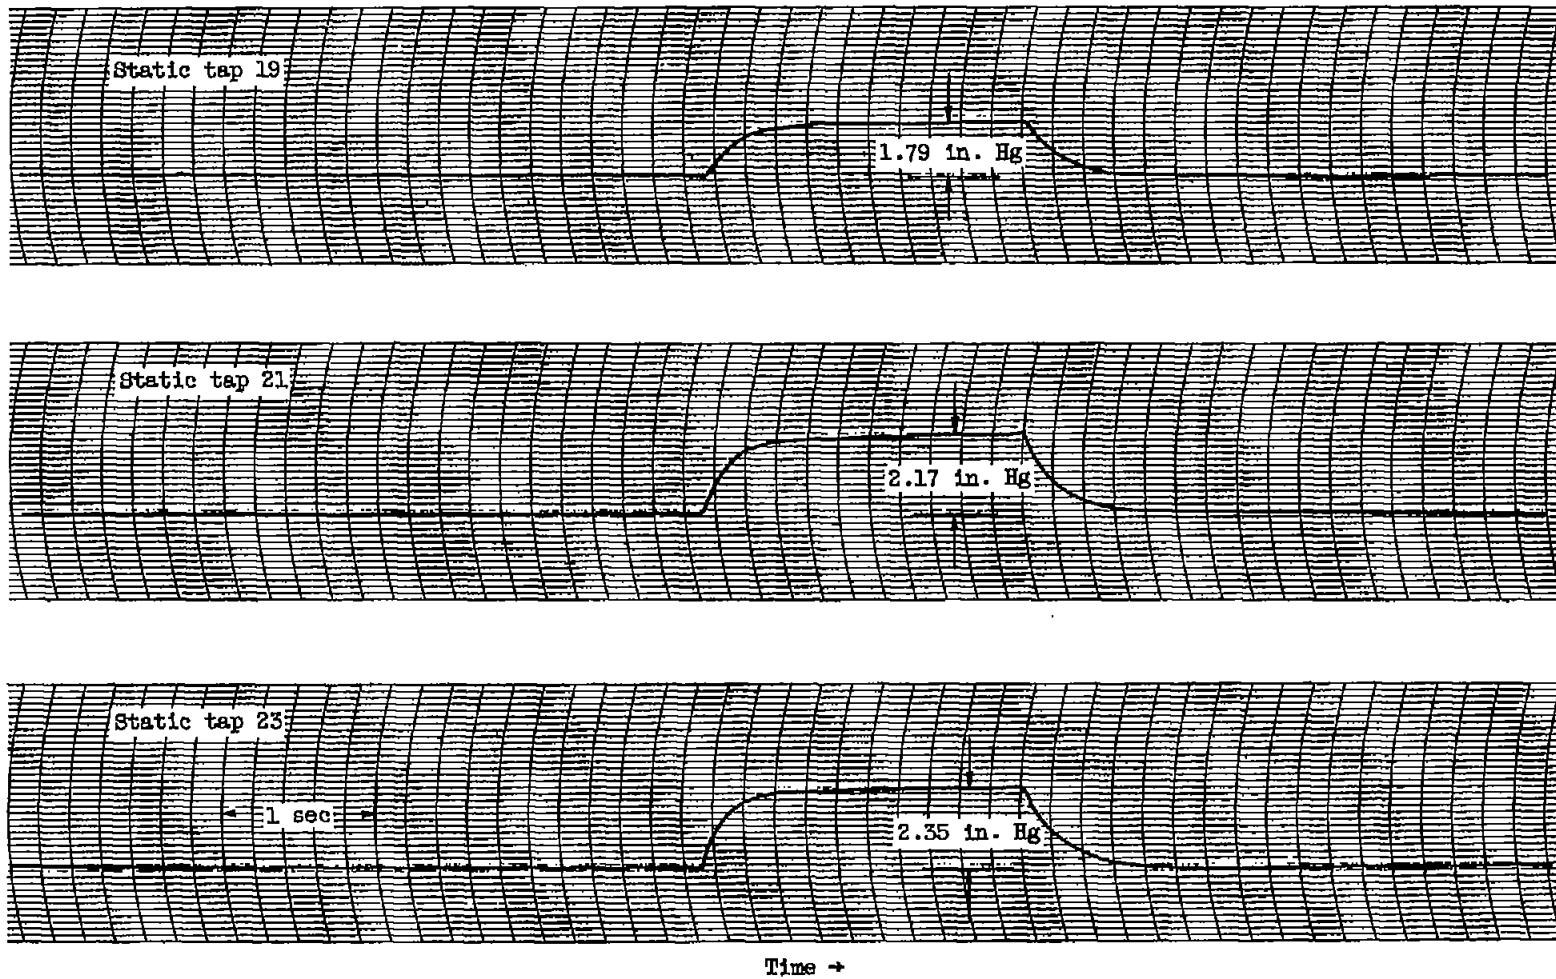 Static tap 19
1.79 in. Hg
Static tap 21
2.17 in. Hg
Static tap 23
1 sec
2.35 in. Hg
Time →